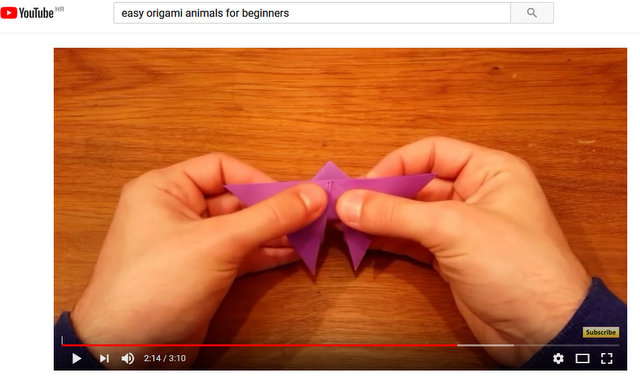 YouTube HR
easy origami animals for beginners
Subscribe
2:14 / 3:10